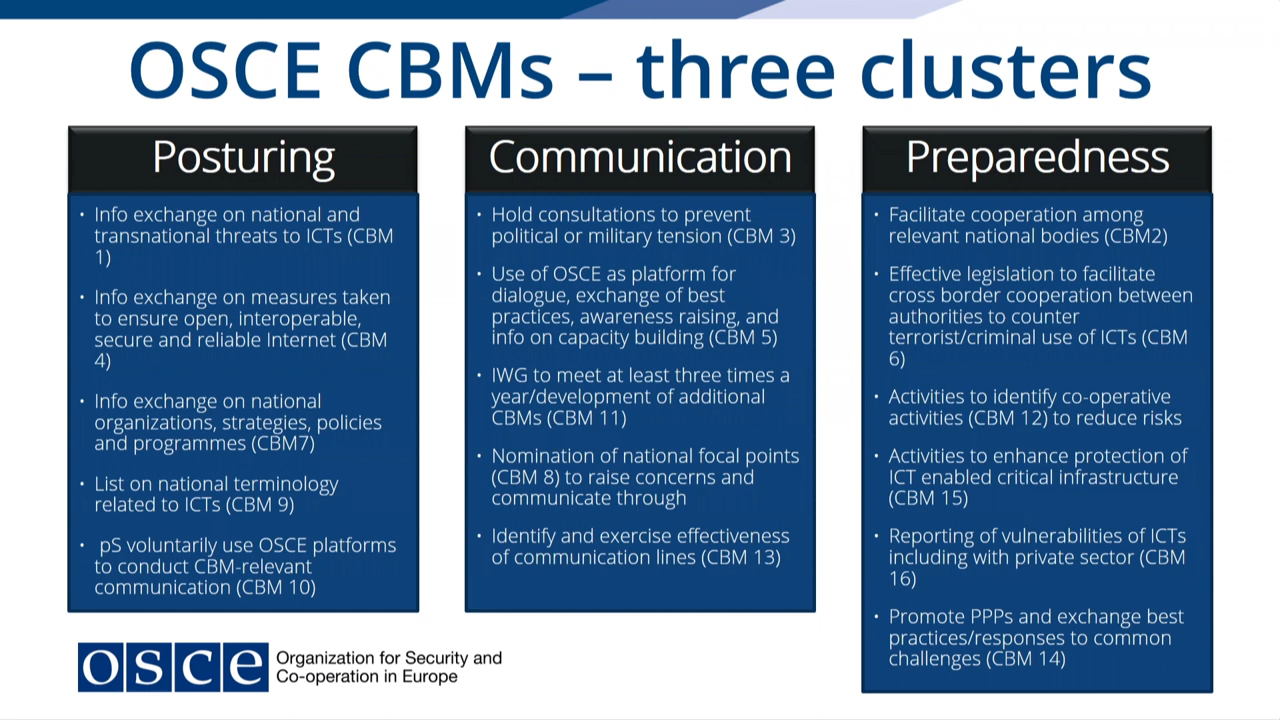 OSCE CBMs – three clusters
Posturing
• Info exchange on national and
transnational threats to ICTs (CBM
1)
• Info exchange on measures taken
to ensure open, interoperable,
secure and reliable Internet (CBM
4)
• Info exchange on national
organizations, strategies, policies
and programmes (CBM7)
• List on national terminology
related to ICTs (CBM 9)
• pS voluntarily use OSCE platforms
to conduct CBM-relevant
communication (CBM 10)
Communication
• Hold consultations to prevent
political or military tension (CBM 3)
• Use of OSCE as platform for
dialogue, exchange of best
practices, awareness raising, and
info on capacity building (CBM 5)
• IWG to meet at least three times a
year/development of additional
CBMs (CBM 11)
• Nomination of national focal points
(CBM 8) to raise concerns and
communicate through
• Identify and exercise effectiveness
of communication lines (CBM 13)
Preparedness
• Facilitate cooperation among
relevant national bodies (CBM2)
• Effective legislation to facilitate
cross border cooperation between
authorities to counter
terrorist/criminal use of ICTs (CBM
6)
• Activities to identify co-operative
activities (CBM 12) to reduce risks
• Activities to enhance protection of
ICT enabled critical infrastructure
(CBM 15)
• Reporting of vulnerabilities of ICTs
including with private sector (CBM
16)
• Promote PPPs and exchange best
practices/responses to common
challenges (CBM 14)
osce
Organization for Security and
Co-operation in Europe